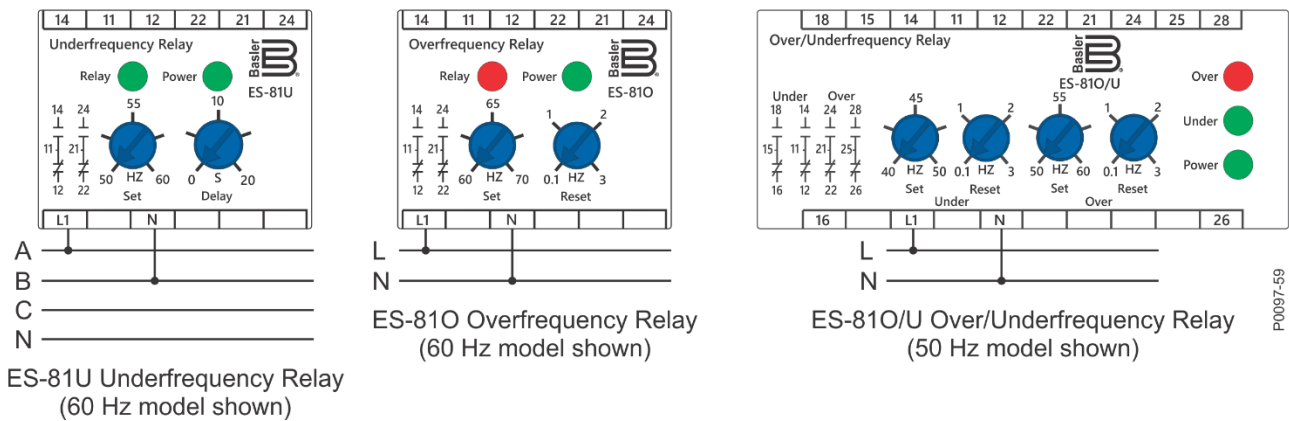 14 11 12 22 21 24
Underfrequency Relay
Basler
Relay Power
ES-81U
14 24
11 21
12 22
55
50 HZ 60
Set
10
0 S 20
Delay
L1 N
A
B
C
N
ES-81U Underfrequency Relay
(60 Hz model shown)
14 11 12 22 21 24
Overfrequency Relay
Basler
Relay Power
ES-81O
14 24
11 21
12 22
65
60 HZ 70
Set
1 2
0.1 HZ 3
Reset
L1 N
L
N
ES-81O Overfrequency Relay
(60 Hz model shown)
18 15 14 11 12 22 21 24 25 28
Over/Underfrequency Relay
Basler
ES-81O/U
Over
Under
Power
Under Over
18 14 24 28
15 11 21 25
16 12 22 26
45
40 HZ 50
Set
1 2
0.1 HZ 3
Reset
Under
55
50 HZ 60
Set
1 2
0.1 HZ 3
Reset
Over
16 L1 N 26
L
N
ES-81O/U Over/Underfrequency Relay
(50 Hz model shown)
P0097-59